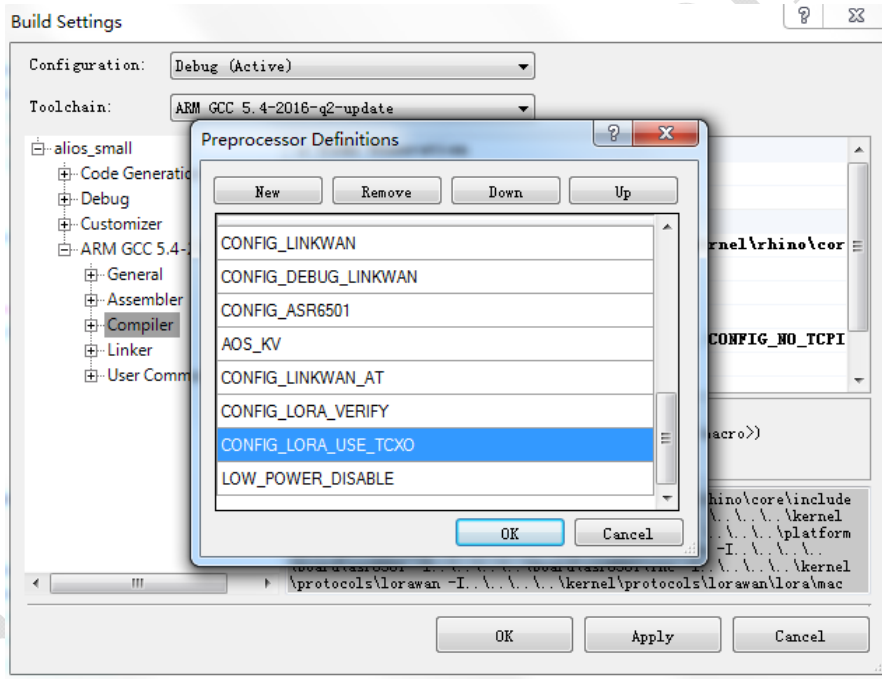 Build Settings
Configuration: Debug (Active)
Toolchain: ARM GCC 5.4-2016-q2-update
Preprocessor Definitions
New Remove Down Up
CONFIG_LINKWAN
CONFIG_DEBUG_LINKWAN
CONFIG_ASR6501
AOS_KV
CONFIG_LINKWAN_AT
CONFIG_LORA_VERIFY
CONFIG_LORA_USE_TCXO
LOW_POWER_DISABLE
OK Cancel
alios_small
Code Generatio
Debug
Customizer
ARM GCC 5.4-
General
Assembler
Compiler
Linker
User Comm
rnel\rhino\cor
CONFIG_NO_TCPI
acro>)
hino\core\include
\..\..\..\kernel
.\..\..\platform
-I..\..\..
\..\..\..\kernel
\protocols\lorawan -I..\..\..\..\kernel\protocols\lorawan\lora\mac
OK Apply Cancel